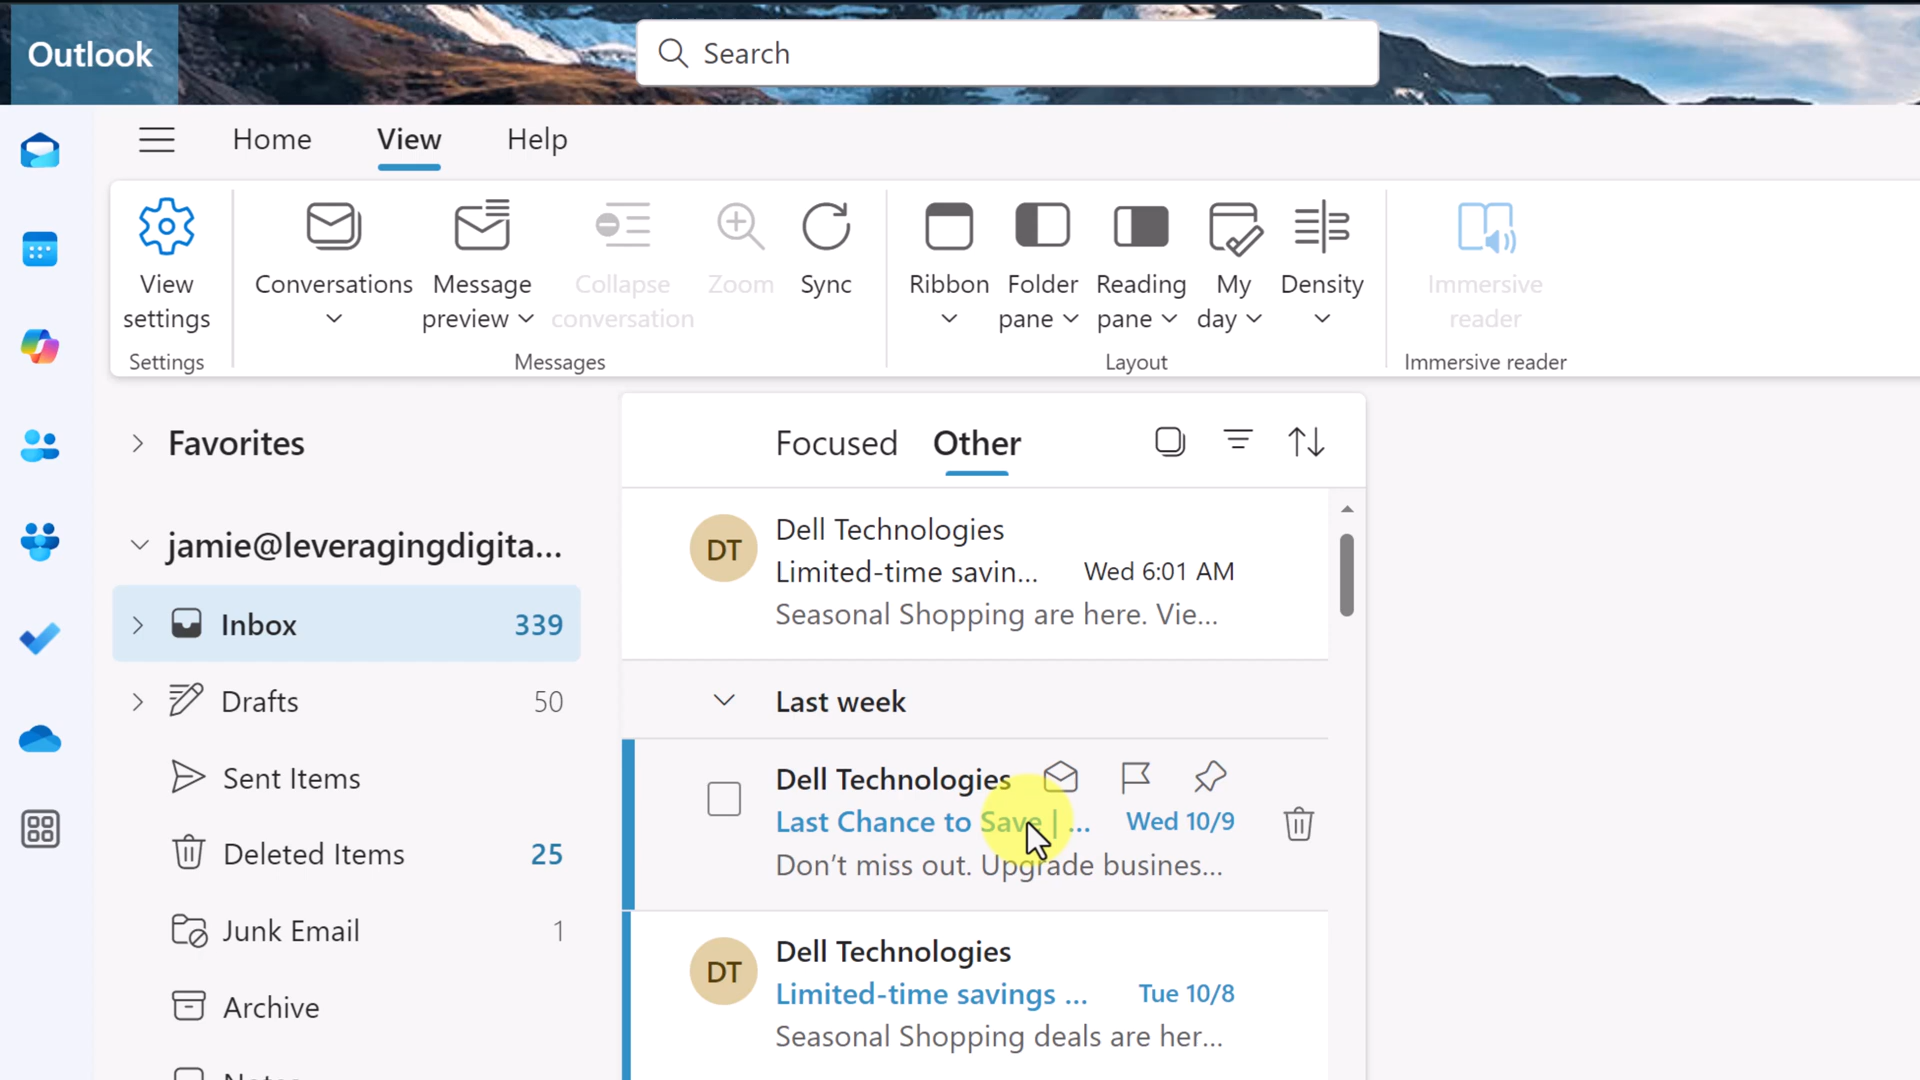 Outlook
Search
Home View Help
View settings
Conversations
Message preview
Collapse conversation
Zoom
Sync
Ribbon
Folder pane
Reading pane
My day
Density
Immersive reader
Settings
Messages
Layout
Immersive reader
Favorites
jamie@leveragingdigita...
Inbox 339
Drafts 50
Sent Items
Deleted Items 25
Junk Email 1
Archive
Focused Other
DT
Dell Technologies
Limited-time savin... Wed 6:01 AM
Seasonal Shopping are here. Vie...
Last week
Dell Technologies
Last Chance to Save | ... Wed 10/9
Don't miss out. Upgrade busines...
DT
Dell Technologies
Limited-time savings ... Tue 10/8
Seasonal Shopping deals are her...